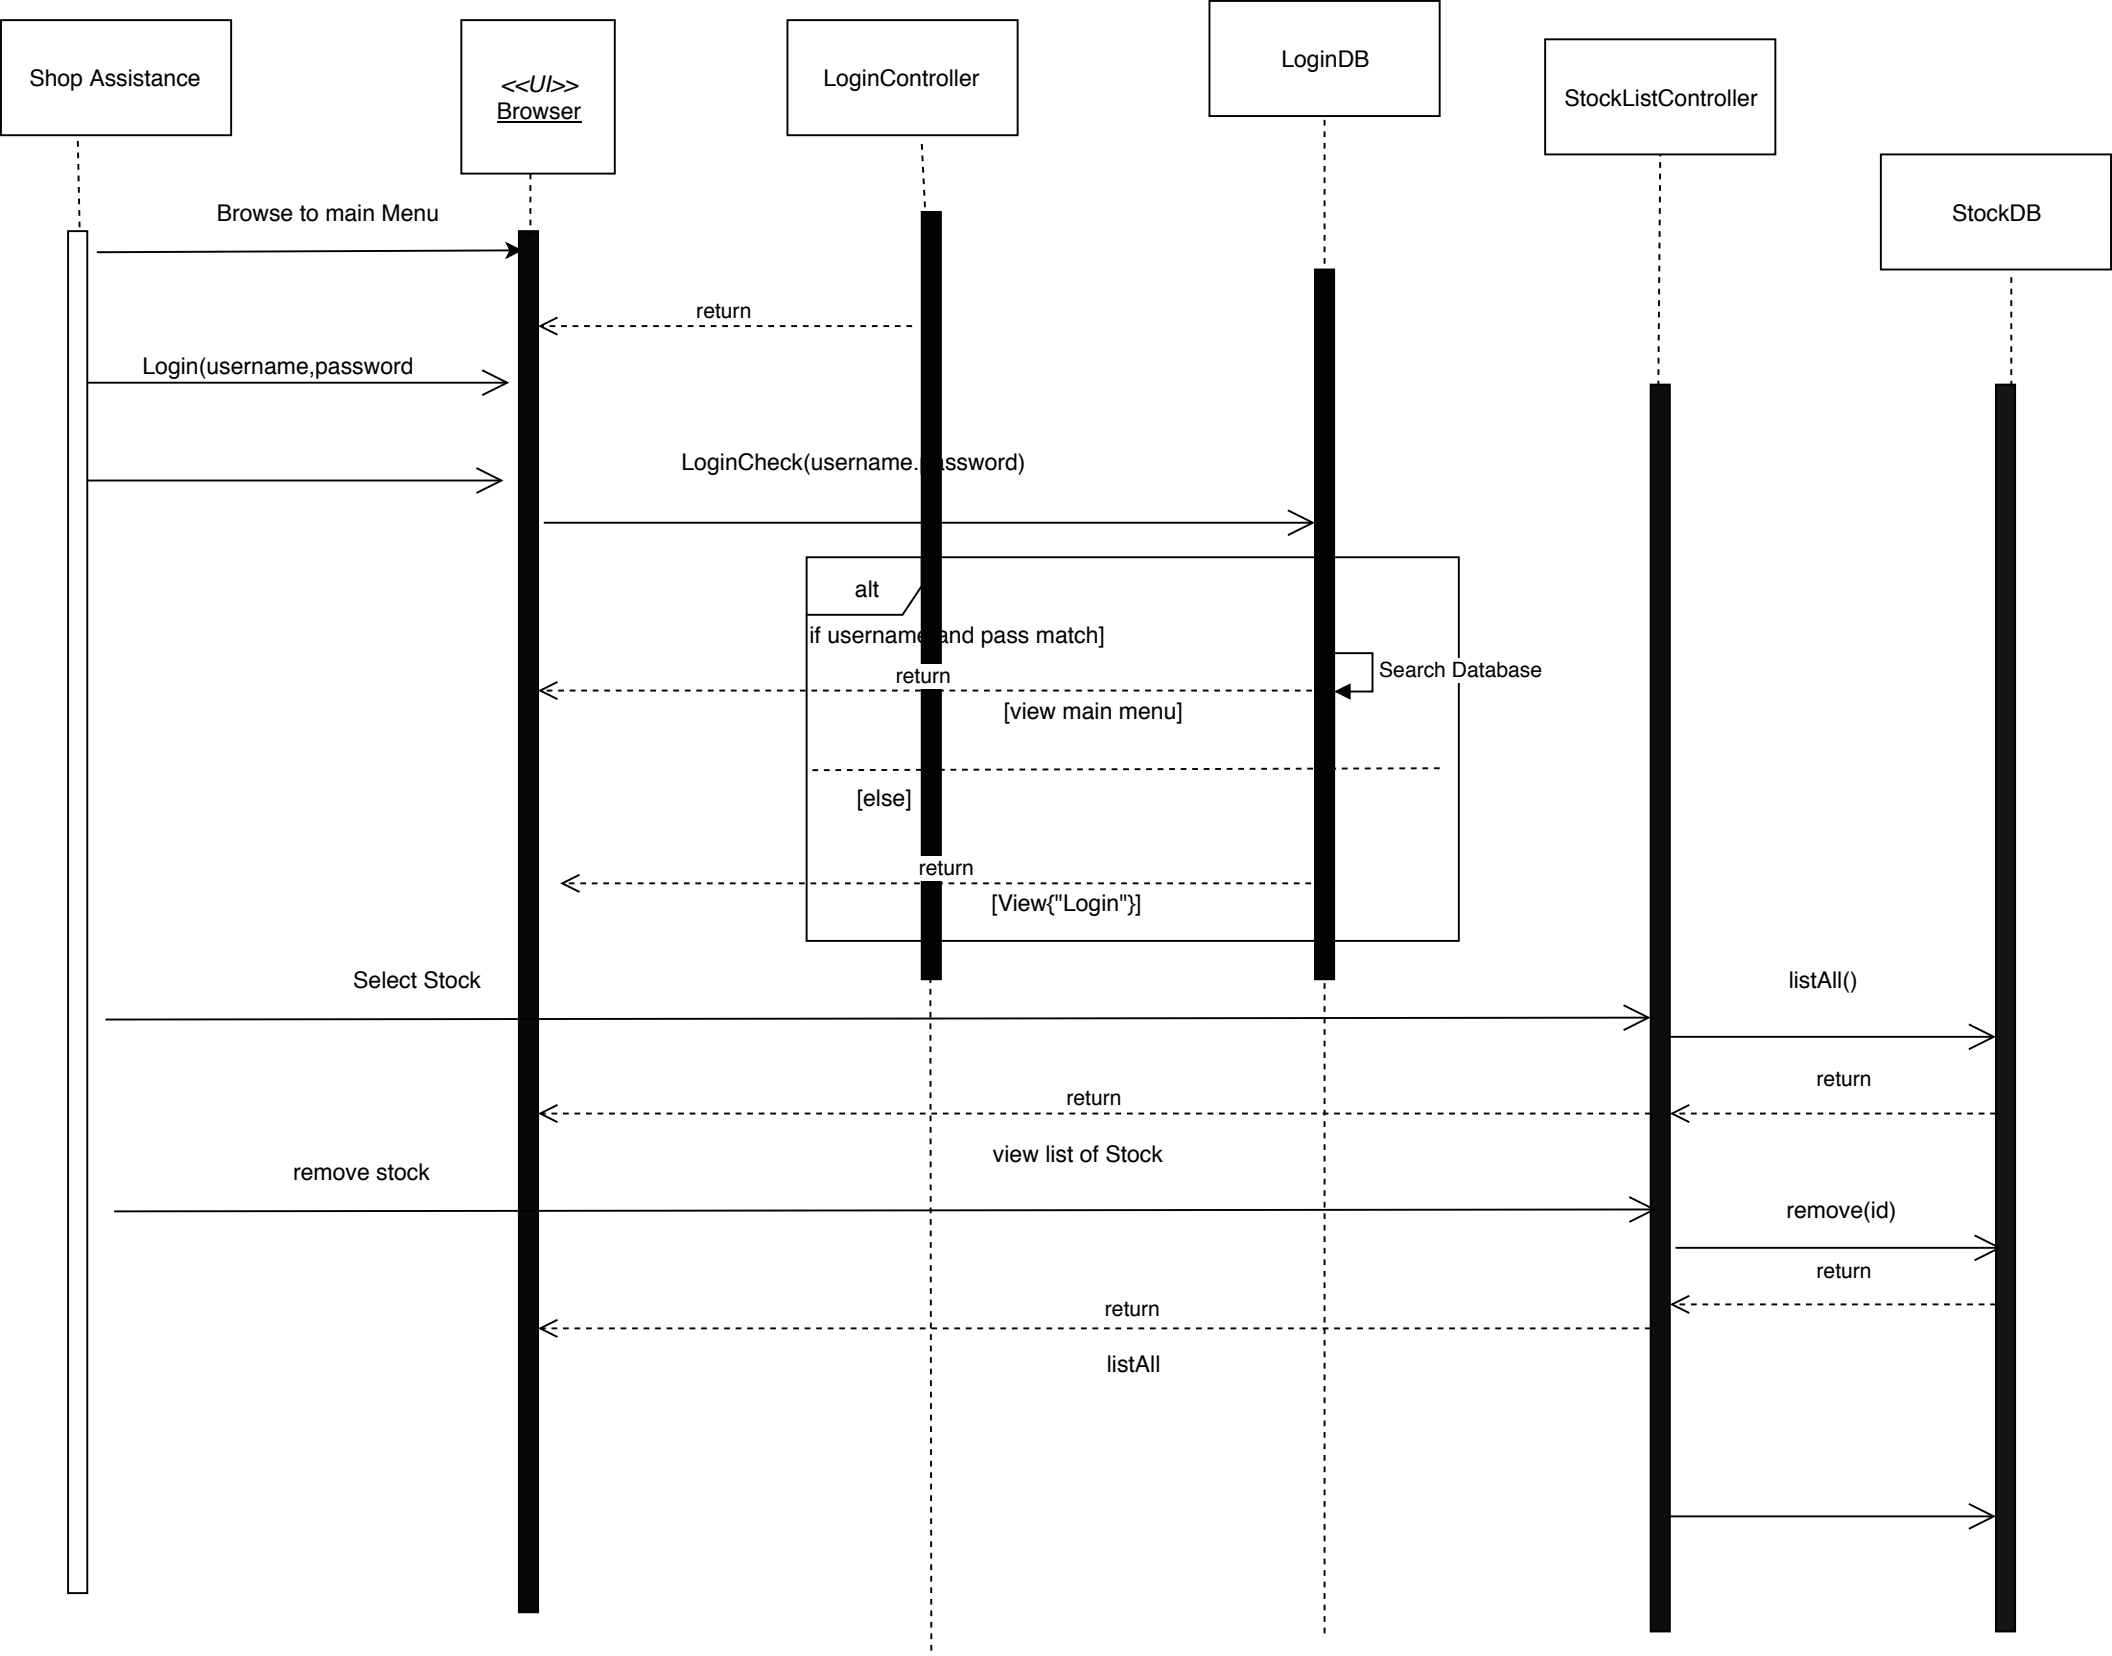 Shop Assistance
<<UI>>
Browser
LoginController
LoginDB
StockListController
StockDB
Browse to main Menu
return
Login(username,password
LoginCheck(username.password)
alt
if username and pass match]
Search Database
return
[view main menu]
[else]
return
[View{"Login"}]
Select Stock
listAll()
return
return
view list of Stock
remove stock
remove(id)
return
return
listAll